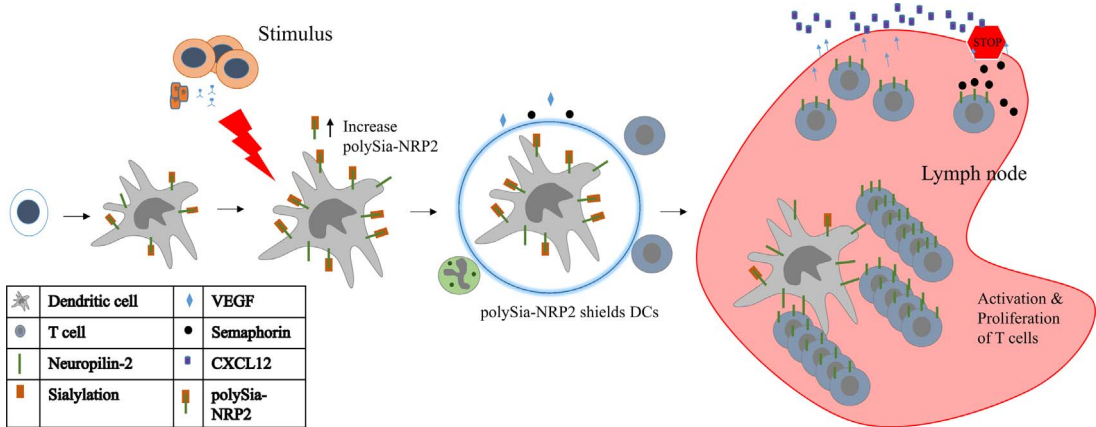 Stimulus
Increase
polySia-NRP2
STOP
Lymph node
polySia-NRP2 shields DCs
Activation &
Proliferation
of T cells
Dendritic cell
VEGF
T cell
Semaphorin
Neuropilin-2
CXCL12
Sialylation
polySia-
NRP2